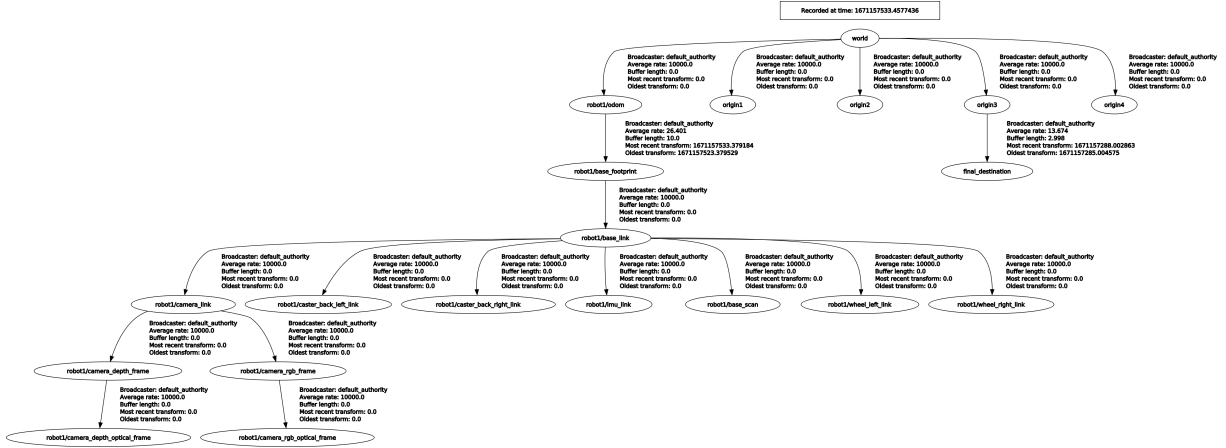 Recorded at time: 1671157533.4577436
world
Broadcaster: default_authority
Average rate: 10000.0
Buffer length: 0.0
Most recent transform: 0.0
Oldest transform: 0.0
Broadcaster: default_authority
Average rate: 10000.0
Buffer length: 0.0
Most recent transform: 0.0
Oldest transform: 0.0
Broadcaster: default_authority
Average rate: 10000.0
Buffer length: 0.0
Most recent transform: 0.0
Oldest transform: 0.0
Broadcaster: default_authority
Average rate: 10000.0
Buffer length: 0.0
Most recent transform: 0.0
Oldest transform: 0.0
Broadcaster: default_authority
Average rate: 10000.0
Buffer length: 0.0
Most recent transform: 0.0
Oldest transform: 0.0
robot1/odom
origin1
origin2
origin3
origin4
Broadcaster: default_authority
Average rate: 26.401
Buffer length: 10.0
Most recent transform: 1671157533.379184
Oldest transform: 1671157523.379529
Broadcaster: default_authority
Average rate: 13.674
Buffer length: 2.998
Most recent transform: 1671157288.002863
Oldest transform: 1671157285.004575
robot1/base_footprint
final_destination
Broadcaster: default_authority
Average rate: 10000.0
Buffer length: 0.0
Most recent transform: 0.0
Oldest transform: 0.0
robot1/base_link
Broadcaster: default_authority
Average rate: 10000.0
Buffer length: 0.0
Most recent transform: 0.0
Oldest transform: 0.0
Broadcaster: default_authority
Average rate: 10000.0
Buffer length: 0.0
Most recent transform: 0.0
Oldest transform: 0.0
Broadcaster: default_authority
Average rate: 10000.0
Buffer length: 0.0
Most recent transform: 0.0
Oldest transform: 0.0
Broadcaster: default_authority
Average rate: 10000.0
Buffer length: 0.0
Most recent transform: 0.0
Oldest transform: 0.0
Broadcaster: default_authority
Average rate: 10000.0
Buffer length: 0.0
Most recent transform: 0.0
Oldest transform: 0.0
Broadcaster: default_authority
Average rate: 10000.0
Buffer length: 0.0
Most recent transform: 0.0
Oldest transform: 0.0
Broadcaster: default_authority
Average rate: 10000.0
Buffer length: 0.0
Most recent transform: 0.0
Oldest transform: 0.0
robot1/camera_link
robot1/caster_back_left_link
robot1/caster_back_right_link
robot1/imu_link
robot1/base_scan
robot1/wheel_left_link
robot1/wheel_right_link
Broadcaster: default_authority
Average rate: 10000.0
Buffer length: 0.0
Most recent transform: 0.0
Oldest transform: 0.0
Broadcaster: default_authority
Average rate: 10000.0
Buffer length: 0.0
Most recent transform: 0.0
Oldest transform: 0.0
robot1/camera_depth_frame
robot1/camera_rgb_frame
Broadcaster: default_authority
Average rate: 10000.0
Buffer length: 0.0
Most recent transform: 0.0
Oldest transform: 0.0
Broadcaster: default_authority
Average rate: 10000.0
Buffer length: 0.0
Most recent transform: 0.0
Oldest transform: 0.0
robot1/camera_depth_optical_frame
robot1/camera_rgb_optical_frame